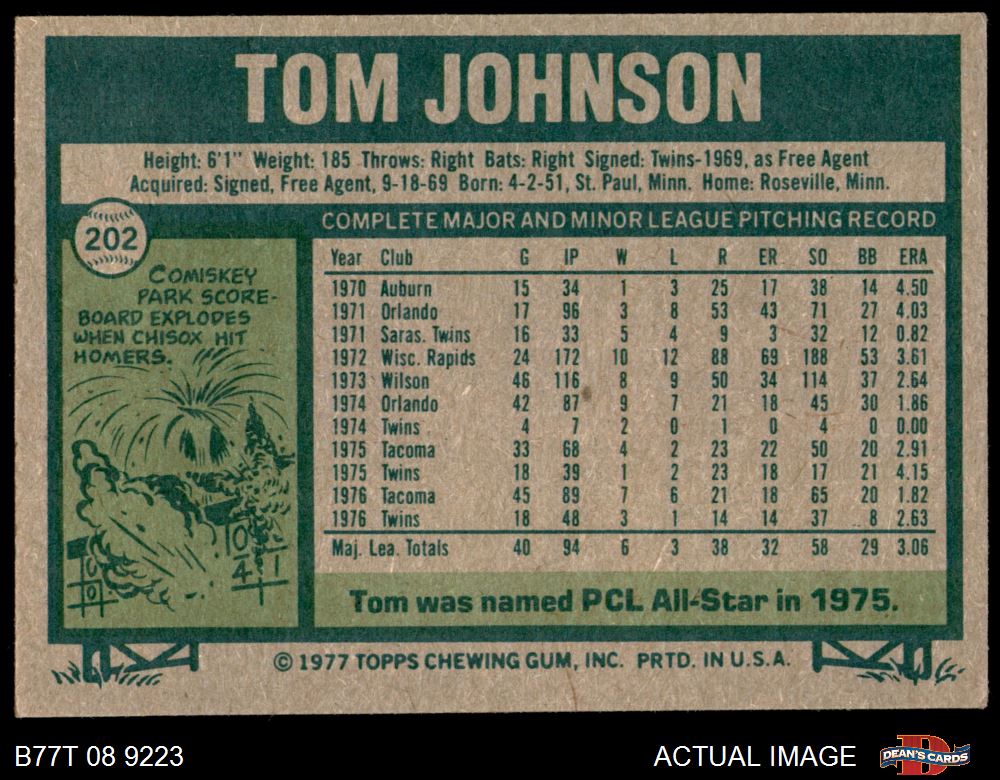 TOM JOHNSON
Height: 6'1" Weight: 185 Throws: Right Bats: Right Signed: Twins-1969, as Free Agent
Acquired: Signed, Free Agent, 9-18-69 Born: 4-2-51, St. Paul, Minn. Home: Roseville, Minn.
202
COMISKEY
PARK SCORE-
BOARD EXPLODES
WHEN CHISOX HIT
HOMERS.
COMPLETE MAJOR AND MINOR LEAGUE PITCHING RECORD
Year Club G IP W L R ER SO BB ERA
1970 Auburn 15 34 1 3 25 17 38 14 4.50
1971 Orlando 17 96 3 8 53 43 71 27 4.03
1971 Saras. Twins 16 33 5 4 9 3 32 12 0.82
1972 Wisc. Rapids 24 172 10 12 88 69 188 53 3.61
1973 Wilson 46 116 8 9 50 34 114 37 2.64
1974 Orlando 42 87 9 7 21 18 45 30 1.86
1974 Twins 4 7 2 0 1 0 4 0 0.00
1975 Tacoma 33 68 4 2 23 22 50 20 2.91
1975 Twins 18 39 1 2 23 18 17 21 4.15
1976 Tacoma 45 89 7 6 21 18 65 20 1.82
1976 Twins 18 48 3 1 14 14 37 8 2.63
Maj. Lea. Totals 40 94 6 3 38 32 58 29 3.06
Tom was named PCL All-Star in 1975.
© 1977 TOPPS CHEWING GUM, INC. PRTD. IN U.S.A.
B77T 08 9223
ACTUAL IMAGE
DEAN'S CARDS